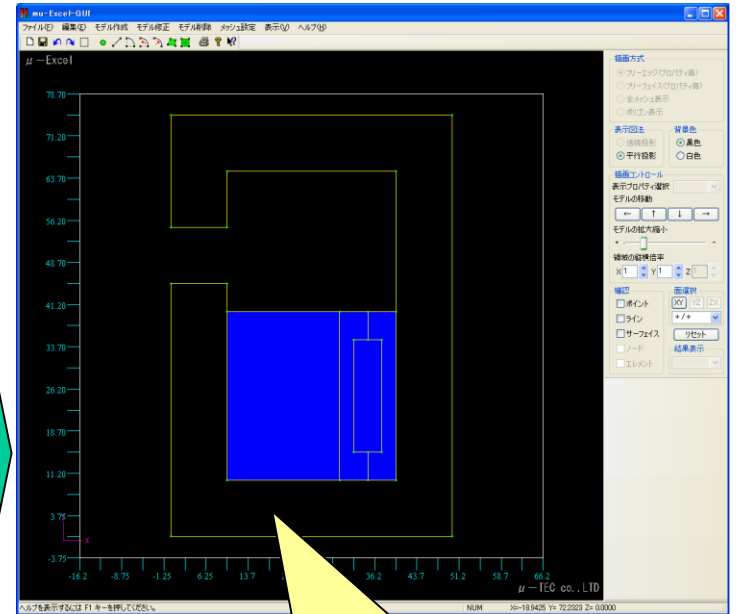 mu-Excel-GUI
ファイル(F) 編集(E) モデル作成 モデル修正 モデル削除 メッシュ設定 表示(V) ヘルプ(H)
μ-Excel
78.70
71.20
63.70
56.20
48.70
41.20
33.70
26.20
18.70
11.20
3.75
-3.75
X
-16.2 -8.75 -1.25 6.25 13.7 36.2 43.7 51.2 58.7 66.2
μ-TEC co.,LTD
描画方式
フリーエッジ(プロパティ毎)
フリーフェイス(プロパティ毎)
全メッシュ表示
ポリゴン表示
表示図法 背景色
透視投影 黒色
平行投影 白色
描画コントロール
表示プロパティ選択
モデルの移動
← ↑ ↓ →
モデルの拡大縮小
+ -
領域の縦横倍率
X 1 Y 1 Z 1
確認 面選択
ポイント XY YZ ZX
ライン +/+
サーフェイス リセット
ノード 結果表示
エレメント
ヘルプを表示するには F1 キーを押してください。 NUM X=-18.9425 Y= 72.2323 Z= 0.0000